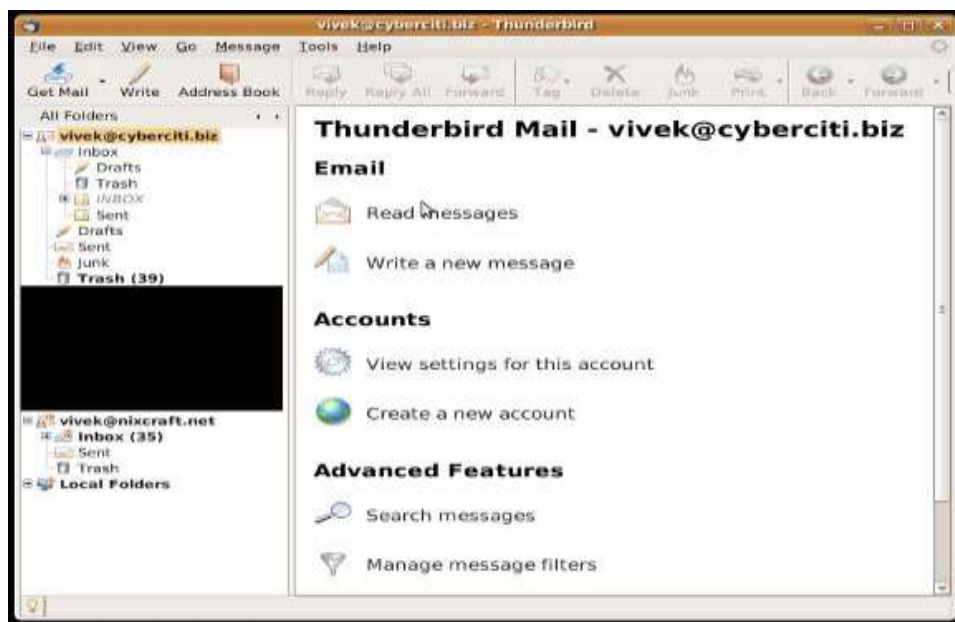 vivek@cyberciti.biz - Thunderbird
File Edit View Go Message Tools Help
Get Mail Write Address Book Reply Reply All Forward Tag Delete Junk Print Back Forward
All Folders
vivek@cyberciti.biz
Inbox
Drafts
Trash
INBOX
Sent
Drafts
Sent
Junk
Trash (39)
vivek@nixcraft.net
Inbox (35)
Sent
Trash
Local Folders
Thunderbird Mail - vivek@cyberciti.biz
Email
Read messages
Write a new message
Accounts
View settings for this account
Create a new account
Advanced Features
Search messages
Manage message filters